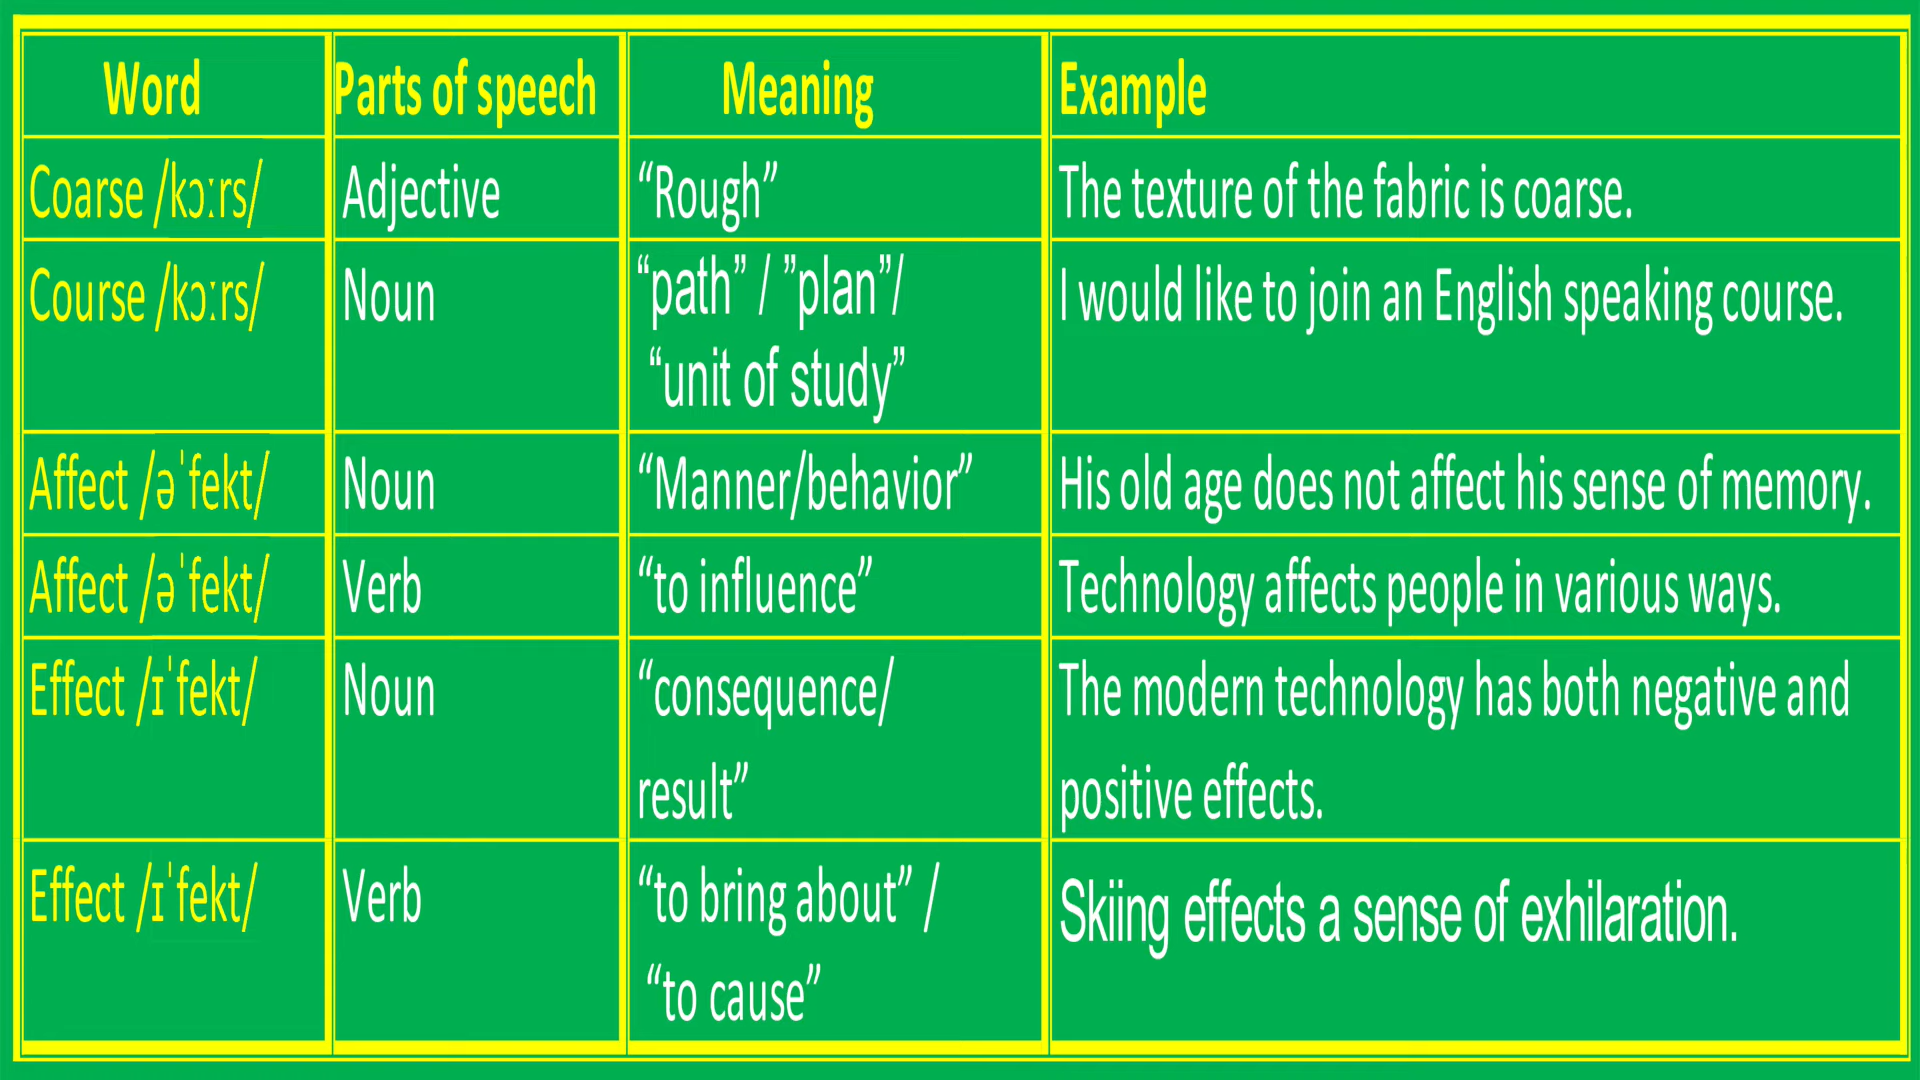 Word Parts of speech Meaning Example
Coarse /kɔːrs/ Adjective “Rough” The texture of the fabric is coarse.
Course /kɔːrs/ Noun “path” / ”plan”/ I would like to join an English speaking course.
“unit of study”
Affect /əˈfekt/ Noun “Manner/behavior” His old age does not affect his sense of memory.
Affect /əˈfekt/ Verb “to influence” Technology affects people in various ways.
Effect /ɪˈfekt/ Noun “consequence/ The modern technology has both negative and
result” positive effects.
Effect /ɪˈfekt/ Verb “to bring about” / Skiing effects a sense of exhilaration.
“to cause”